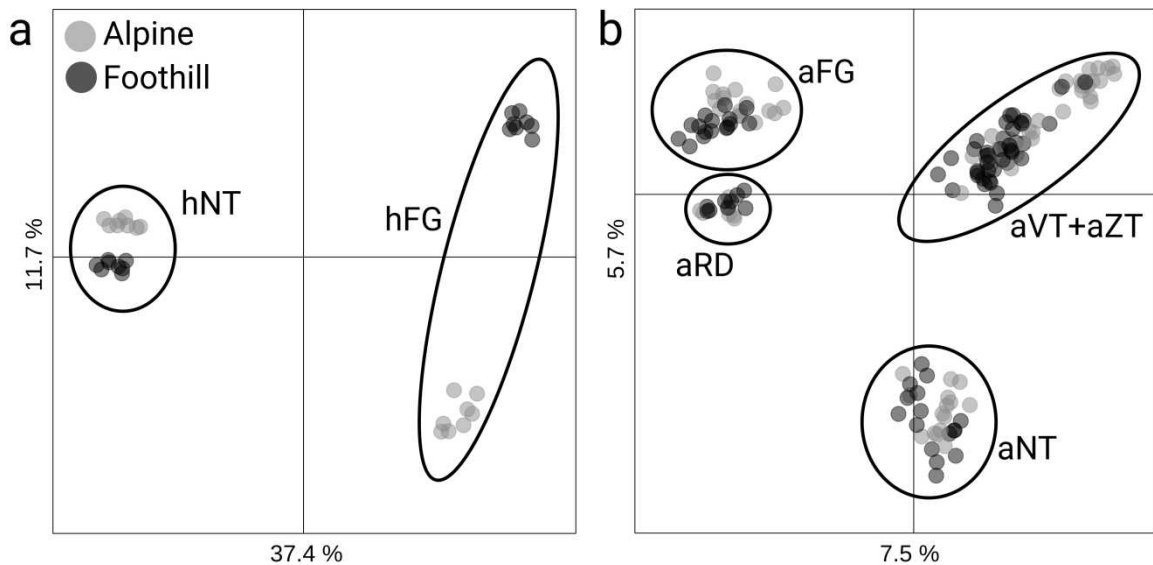 a
Alpine
Foothill
hNT
hFG
11.7 %
37.4 %
b
aFG
aVT+aZT
aRD
5.7 %
aNT
7.5 %